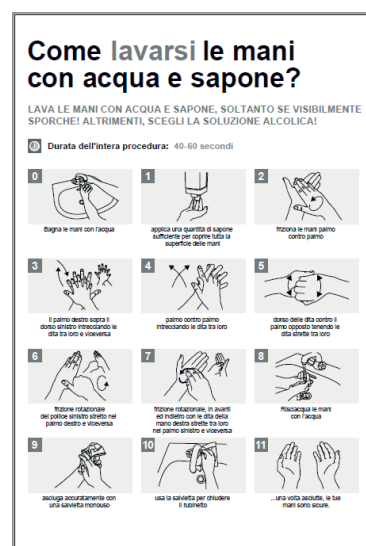 Come lavarsi le mani
con acqua e sapone?
LAVA LE MANI CON ACQUA E SAPONE, SOLTANTO SE VISIBILMENTE
SPORCHE! ALTRIMENTI, SCEGLI LA SOLUZIONE ALCOLICA!
Durata dell'intera procedura: 40-60 secondi
0
Bagna le mani con l'acqua
1
applica una quantità di sapone
sufficiente per coprire tutta la
superficie delle mani
2
friziona le mani palmo
contro palmo
3
il palmo destro sopra il
dorso sinistro intrecciando le
dita tra loro e viceversa
4
palmo contro palmo
intrecciando le dita tra loro
5
dorso delle dita contro il
palmo opposto tenendo le
dita strette tra loro
6
frizione rotazionale
del pollice sinistro stretto nel
palmo destro e viceversa
7
frizione rotazionale, in avanti
ed indietro con le dita della
mano destra strette tra loro
nel palmo sinistro e viceversa
8
Risciacqua le mani
con l'acqua
9
asciuga accuratamente con
una salvietta monouso
10
usa la salvietta per chiudere
il rubinetto
11
...una volta asciutte, le tue
mani sono sicure.